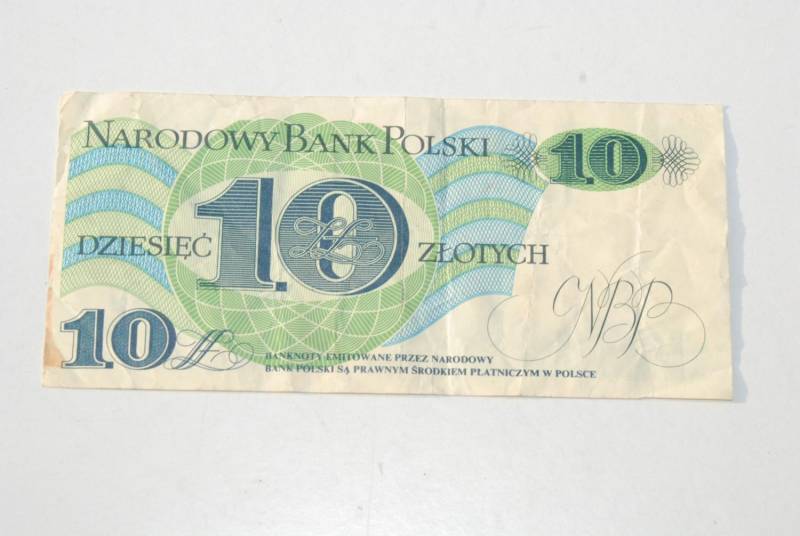 NARODOWY BANK POLSKI
10
DZIESIĘĆ 10 ZŁOTYCH
10 ZŁ
NBP
BANKNOTY EMITOWANE PRZEZ NARODOWY
BANK POLSKI SĄ PRAWNYM ŚRODKIEM PŁATNICZYM W POLSCE